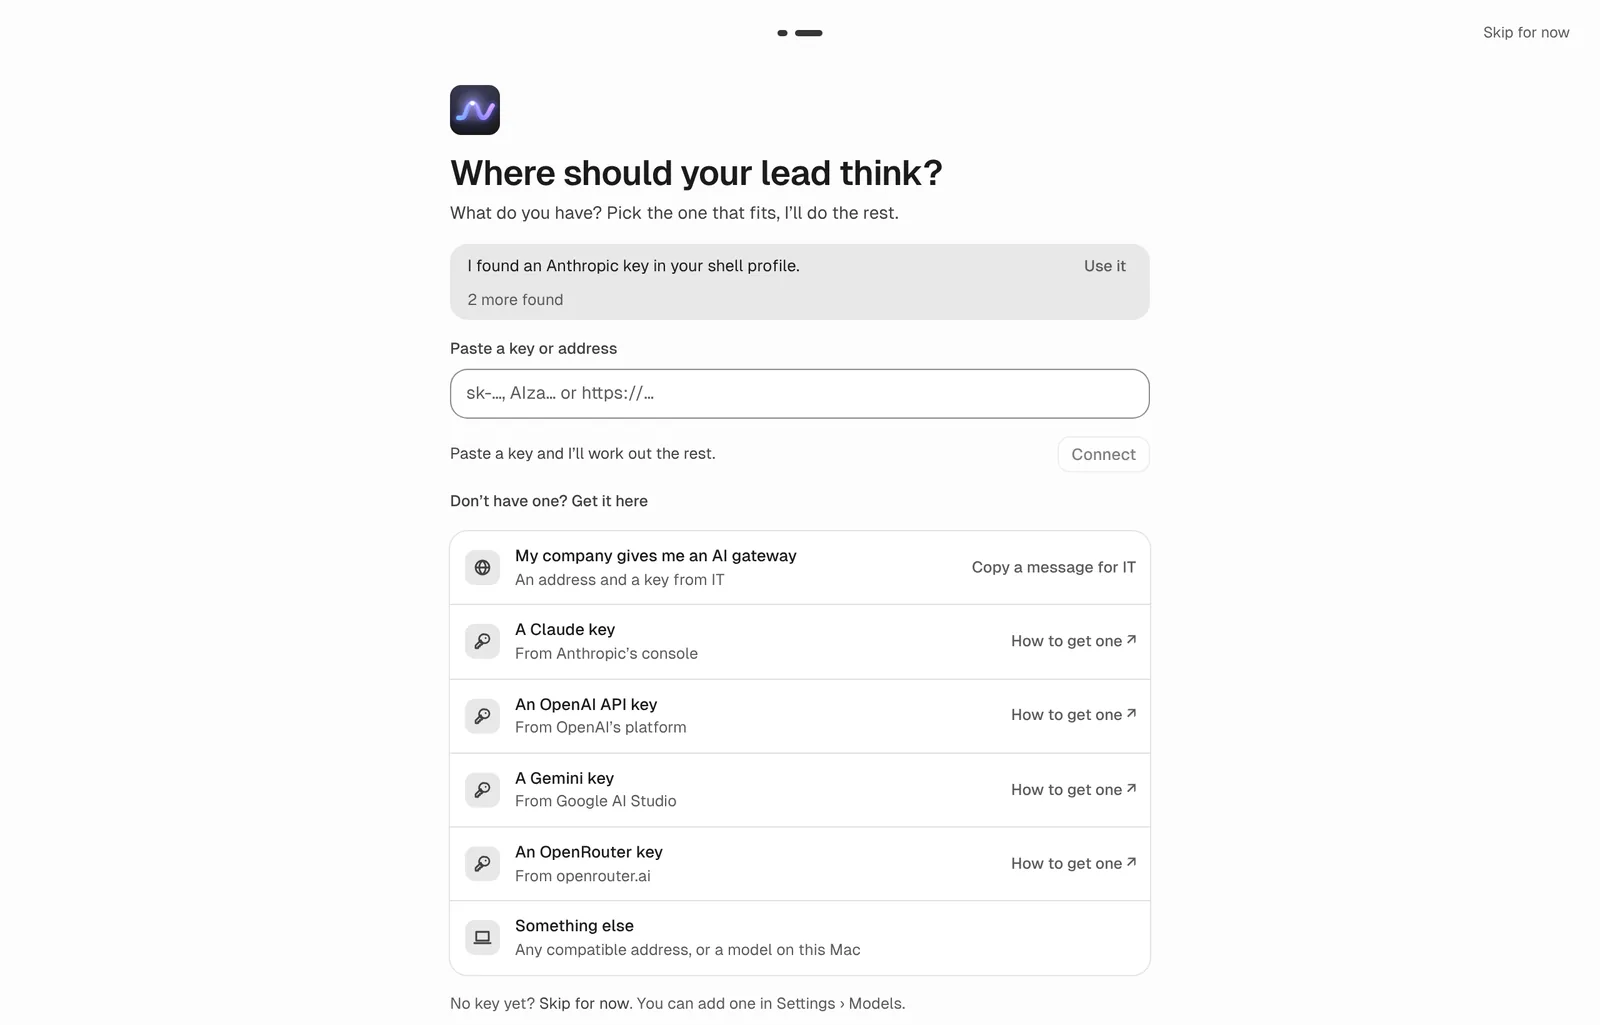 Skip for now
Where should your lead think?
What do you have? Pick the one that fits, I’ll do the rest.
I found an Anthropic key in your shell profile.
Use it
2 more found
Paste a key or address
sk-…, AIza… or https://…
Paste a key and I’ll work out the rest.
Connect
Don’t have one? Get it here
My company gives me an AI gateway
An address and a key from IT
Copy a message for IT
A Claude key
From Anthropic’s console
How to get one ↗
An OpenAI API key
From OpenAI’s platform
How to get one ↗
A Gemini key
From Google AI Studio
How to get one ↗
An OpenRouter key
From openrouter.ai
How to get one ↗
Something else
Any compatible address, or a model on this Mac
No key yet? Skip for now. You can add one in Settings › Models.